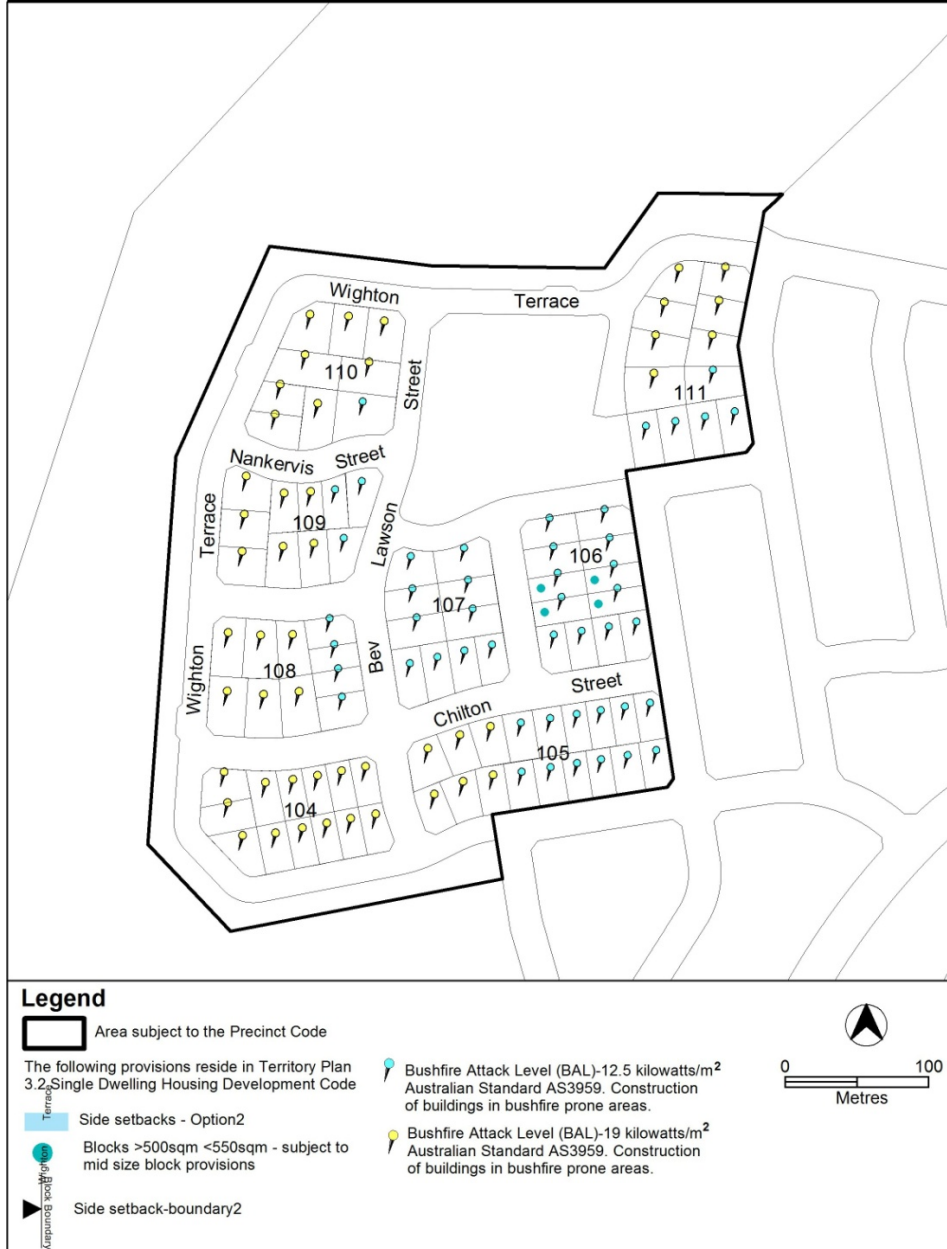 Wighton
Terrace
110
Street
111
Nankervis Street
Terrace
109
Lawson
106
107
Wighton
108
Bev
Street
Chilton
105
104
Legend
Area subject to the Precinct Code
The following provisions reside in Territory Plan
3.2 Single Dwelling Housing Development Code
Terrace
Side setbacks - Option2
Blocks >500sqm <550sqm - subject to
mid size block provisions
Wighton
Block Boundary
Side setback-boundary2
Bushfire Attack Level (BAL)-12.5 kilowatts/m²
Australian Standard AS3959. Construction
of buildings in bushfire prone areas.
Bushfire Attack Level (BAL)-19 kilowatts/m²
Australian Standard AS3959. Construction
of buildings in bushfire prone areas.
0 100
Metres